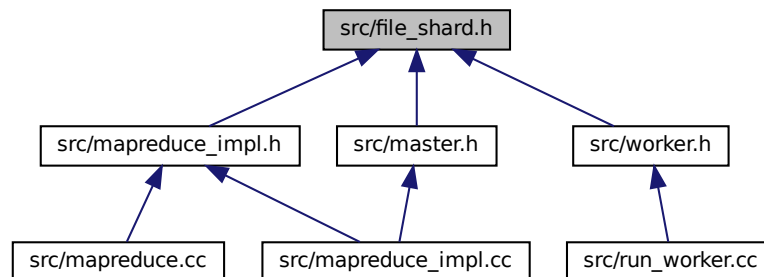 src/file_shard.h
src/mapreduce_impl.h
src/master.h
src/worker.h
src/mapreduce.cc
src/mapreduce_impl.cc
src/run_worker.cc